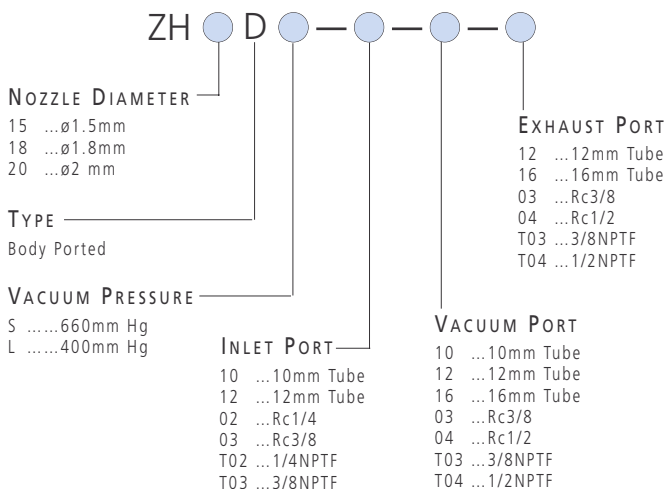 ZH D — — —
NOZZLE DIAMETER
15 ...ø1.5mm
18 ...ø1.8mm
20 ...ø2 mm
TYPE
Body Ported
VACUUM PRESSURE
S ......660mm Hg
L ......400mm Hg
INLET PORT
10 ...10mm Tube
12 ...12mm Tube
02 ...Rc1/4
03 ...Rc3/8
T02 ...1/4NPTF
T03 ...3/8NPTF
VACUUM PORT
10 ...10mm Tube
12 ...12mm Tube
16 ...16mm Tube
03 ...Rc3/8
04 ...Rc1/2
T03 ...3/8NPTF
T04 ...1/2NPTF
EXHAUST PORT
12 ...12mm Tube
16 ...16mm Tube
03 ...Rc3/8
04 ...Rc1/2
T03 ...3/8NPTF
T04 ...1/2NPTF